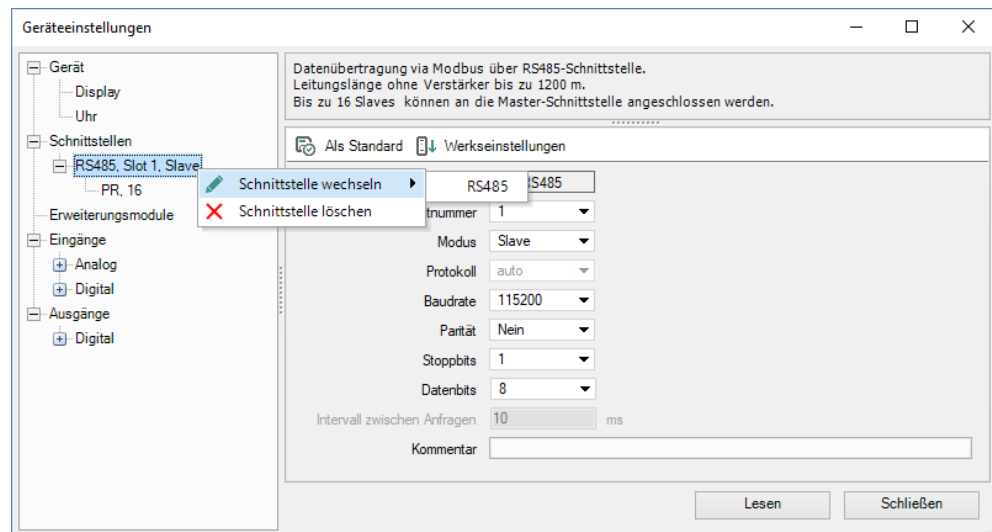 Geräteeinstellungen
Gerät
Display
Uhr
Schnittstellen
RS485, Slot 1, Slave
PR, 16
Erweiterungsmodule
Eingänge
Analog
Digital
Ausgänge
Digital
Datenübertragung via Modbus über RS485-Schnittstelle.
Leitungslänge ohne Verstärker bis zu 1200 m.
Bis zu 16 Slaves können an die Master-Schnittstelle angeschlossen werden.
Als Standard Werkseinstellungen
Schnittstelle wechseln RS485
Schnittstelle löschen
1
Modus Slave
Protokoll auto
Baudrate 115200
Parität Nein
Stoppbits 1
Datenbits 8
Intervall zwischen Anfragen 10 ms
Kommentar
Lesen Schließen